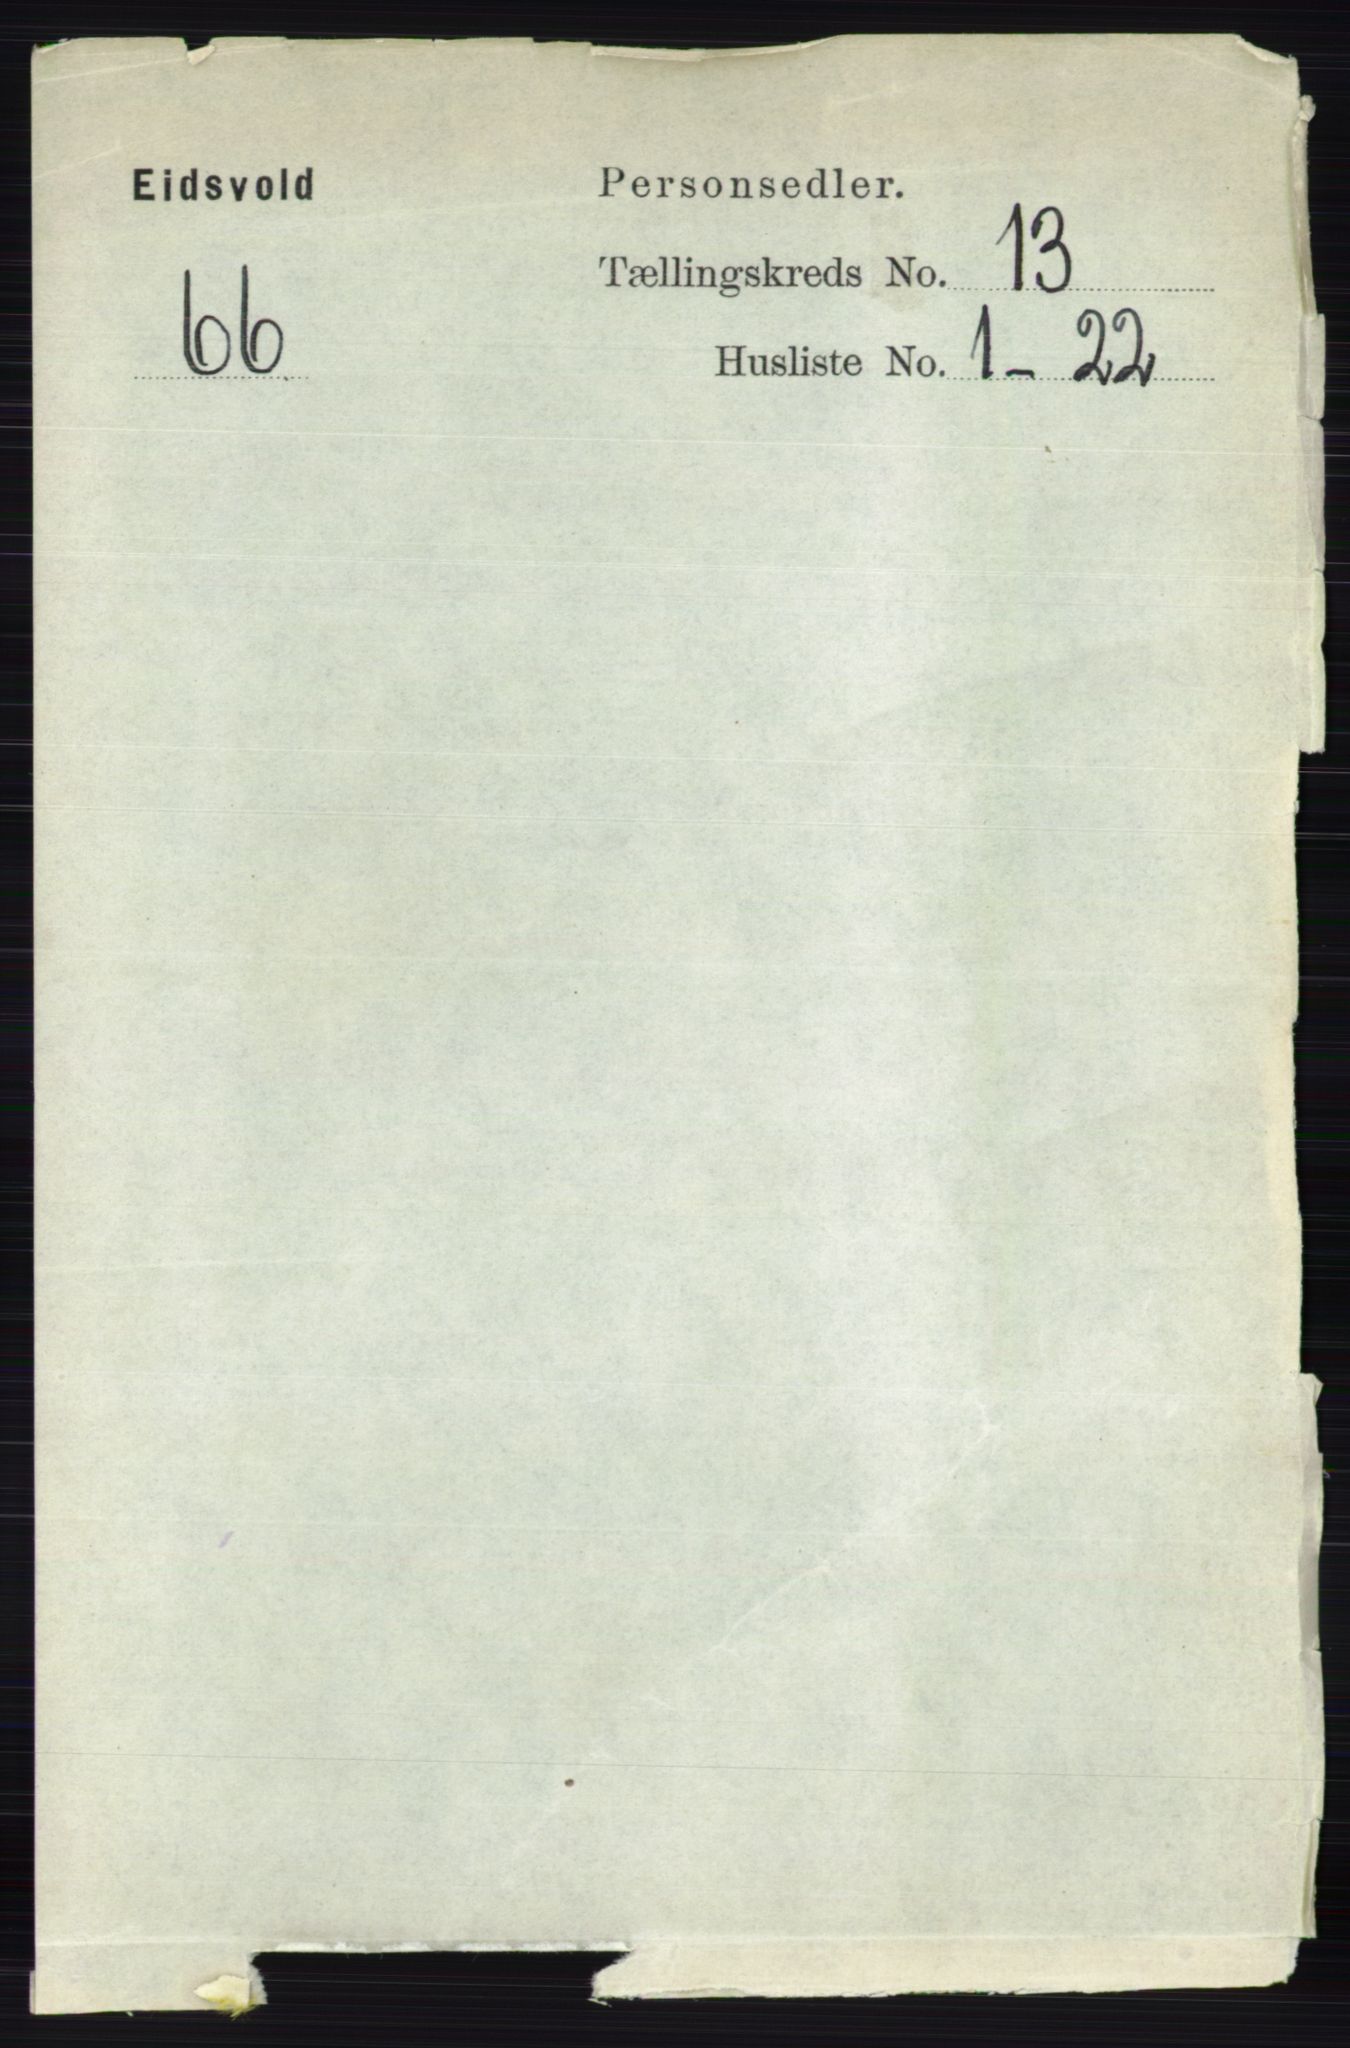 Eidsvold
Personsedler.
Tællingskreds No. 13
66
Husliste No. 1 - 22